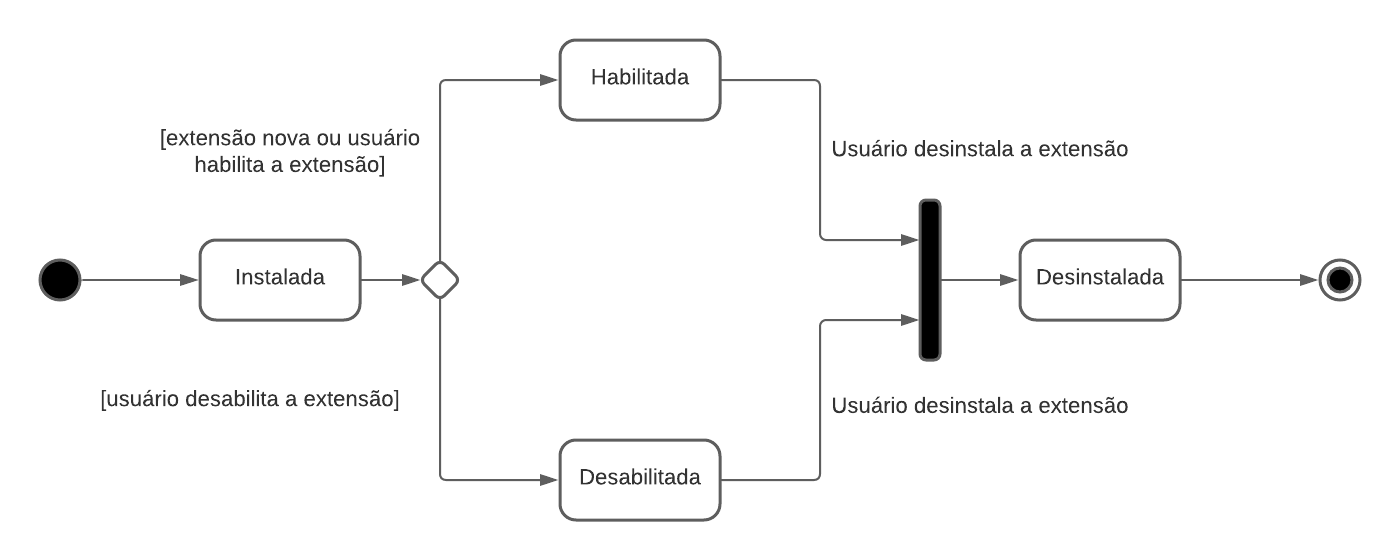 Habilitada
[extensão nova ou usuário
habilita a extensão]
Usuário desinstala a extensão
Instalada
Desinstalada
[usuário desabilita a extensão]
Usuário desinstala a extensão
Desabilitada